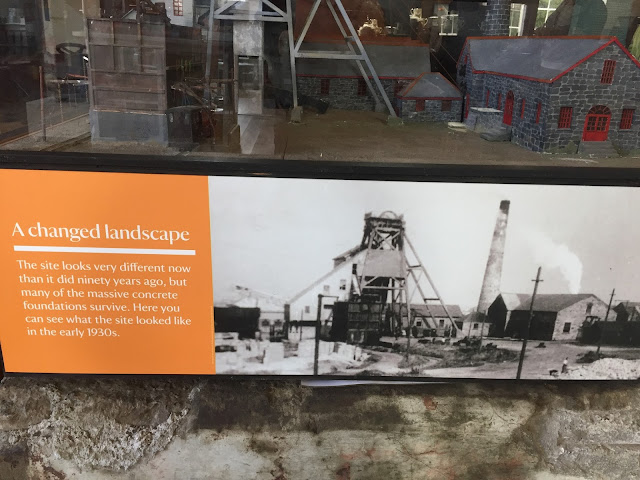 A changed landscape
The site looks very different now
than it did ninety years ago, but
many of the massive concrete
foundations survive. Here you
can see what the site looked like
in the early 1930s.